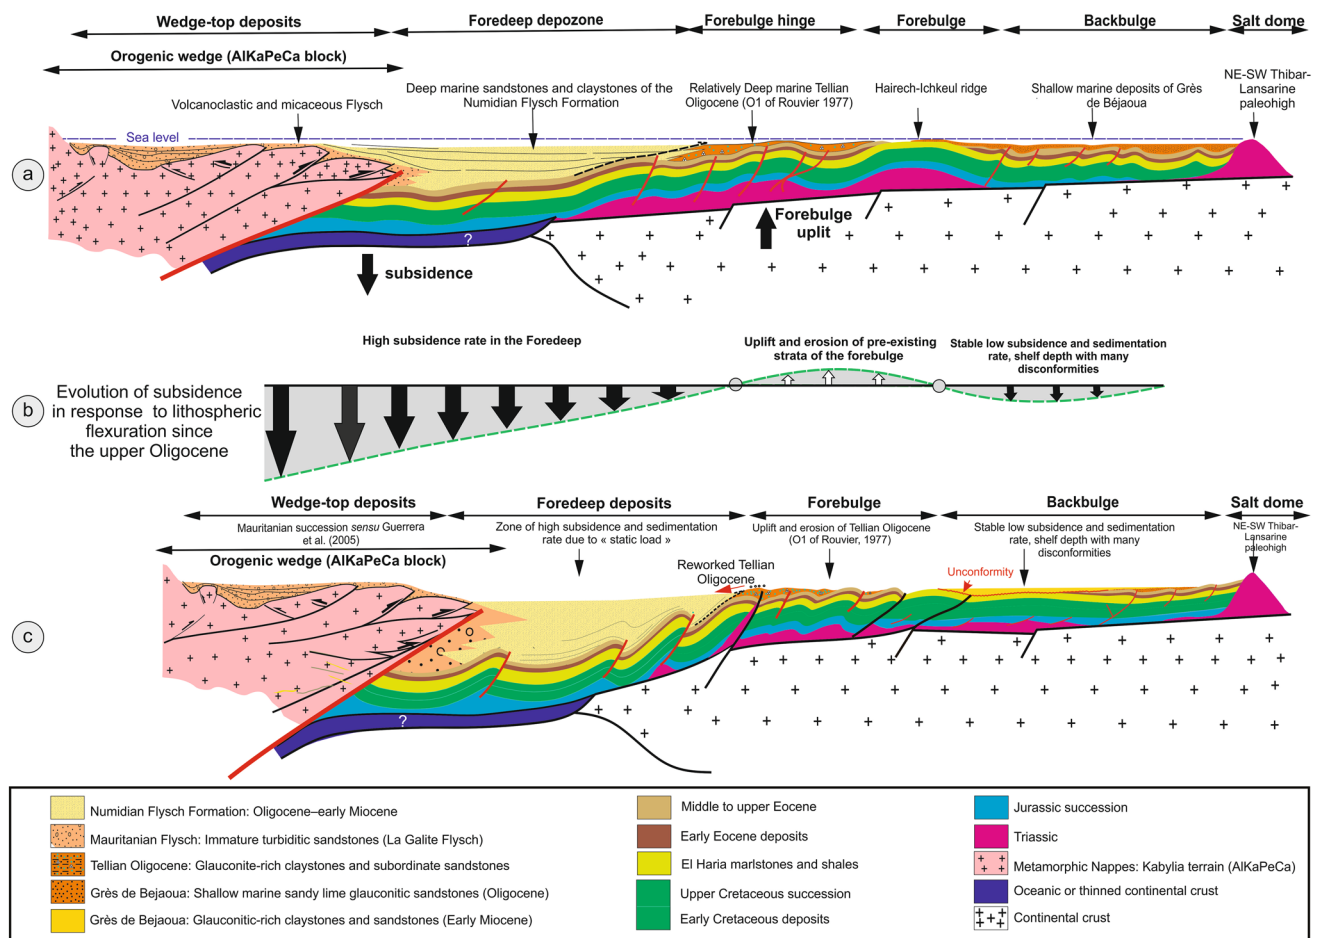 Wedge-top deposits
Foredeep depozone
Forebulge hinge
Forebulge
Backbulge
Salt dome
Orogenic wedge (AlKaPeCa block)
Volcanoclastic and micaceous Flysch
Deep marine sandstones and claystones of the
Numidian Flysch Formation
Relatively Deep marine Tellian
Oligocene (O1 of Rouvier 1977)
Hairech-Ichkeul ridge
Shallow marine deposits of Grès
de Béjaoua
NE-SW Thibar-
Lansarine
paleohigh
Sea level
a
?
subsidence
Forebulge
uplit
b
Evolution of subsidence
in response to lithospheric
flexuration since
the upper Oligocene
High subsidence rate in the Foredeep
Uplift and erosion of pre-existing
strata of the forebulge
Stable low subsidence and sedimentation
rate, shelf depth with many
disconformities
Wedge-top deposits
Foredeep deposits
Forebulge
Backbulge
Salt dome
Mauritanian succession sensu Guerrera
et al. (2005)
Orogenic wedge (AlKaPeCa block)
Zone of high subsidence and sedimentation
rate due to « static load »
Uplift and erosion of Tellian Oligocene
(O1 of Rouvier, 1977)
Stable low subsidence and sedimentation
rate, shelf depth with many
disconformities
NE-SW Thibar-
Lansarine
paleohigh
Reworked Tellian
Oligocene
Unconformity
c
?
Numidian Flysch Formation: Oligocene–early Miocene
Mauritanian Flysch: Immature turbiditic sandstones (La Galite Flysch)
Tellian Oligocene: Glauconite-rich claystones and subordinate sandstones
Grès de Bejaoua: Shallow marine sandy lime glauconitic sandstones (Oligocene)
Grès de Bejaoua: Glauconitic-rich claystones and sandstones (Early Miocene)
Middle to upper Eocene
Early Eocene deposits
El Haria marlstones and shales
Upper Cretaceous succession
Early Cretaceous deposits
Jurassic succession
Triassic
Metamorphic Nappes: Kabylia terrain (AlKaPeCa)
Oceanic or thinned continental crust
Continental crust